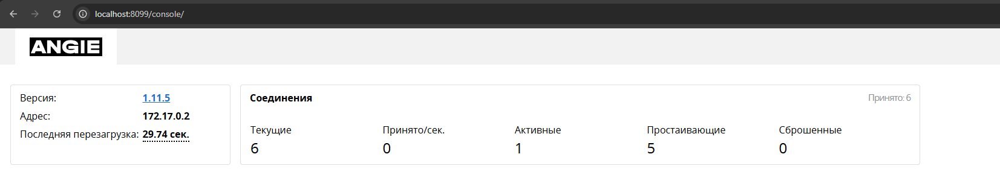 localhost:8099/console/
ANGIE
Версия: 1.11.5
Адрес: 172.17.0.2
Последняя перезагрузка: 29.74 сек.
Соединения Принято: 6
Текущие Принято/сек. Активные Простаивающие Сброшенные
6 0 1 5 0